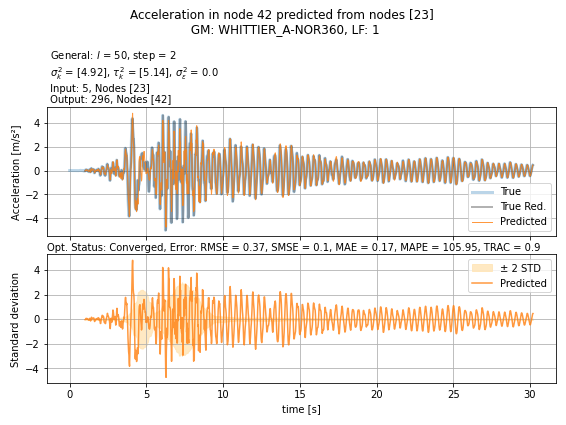 Acceleration in node 42 predicted from nodes [23]
GM: WHITTIER_A-NOR360, LF: 1
General: l = 50, step = 2
σ²ₖ = [4.92], τ²ₖ = [5.14], σ²ε = 0.0
Input: 5, Nodes [23]
Output: 296, Nodes [42]
Acceleration [m/s²]
4
2
0
−2
−4
True
True Red.
Predicted
Opt. Status: Converged, Error: RMSE = 0.37, SMSE = 0.1, MAE = 0.17, MAPE = 105.95, TRAC = 0.9
Standard deviation
4
2
0
−2
−4
± 2 STD
Predicted
0 5 10 15 20 25 30
time [s]